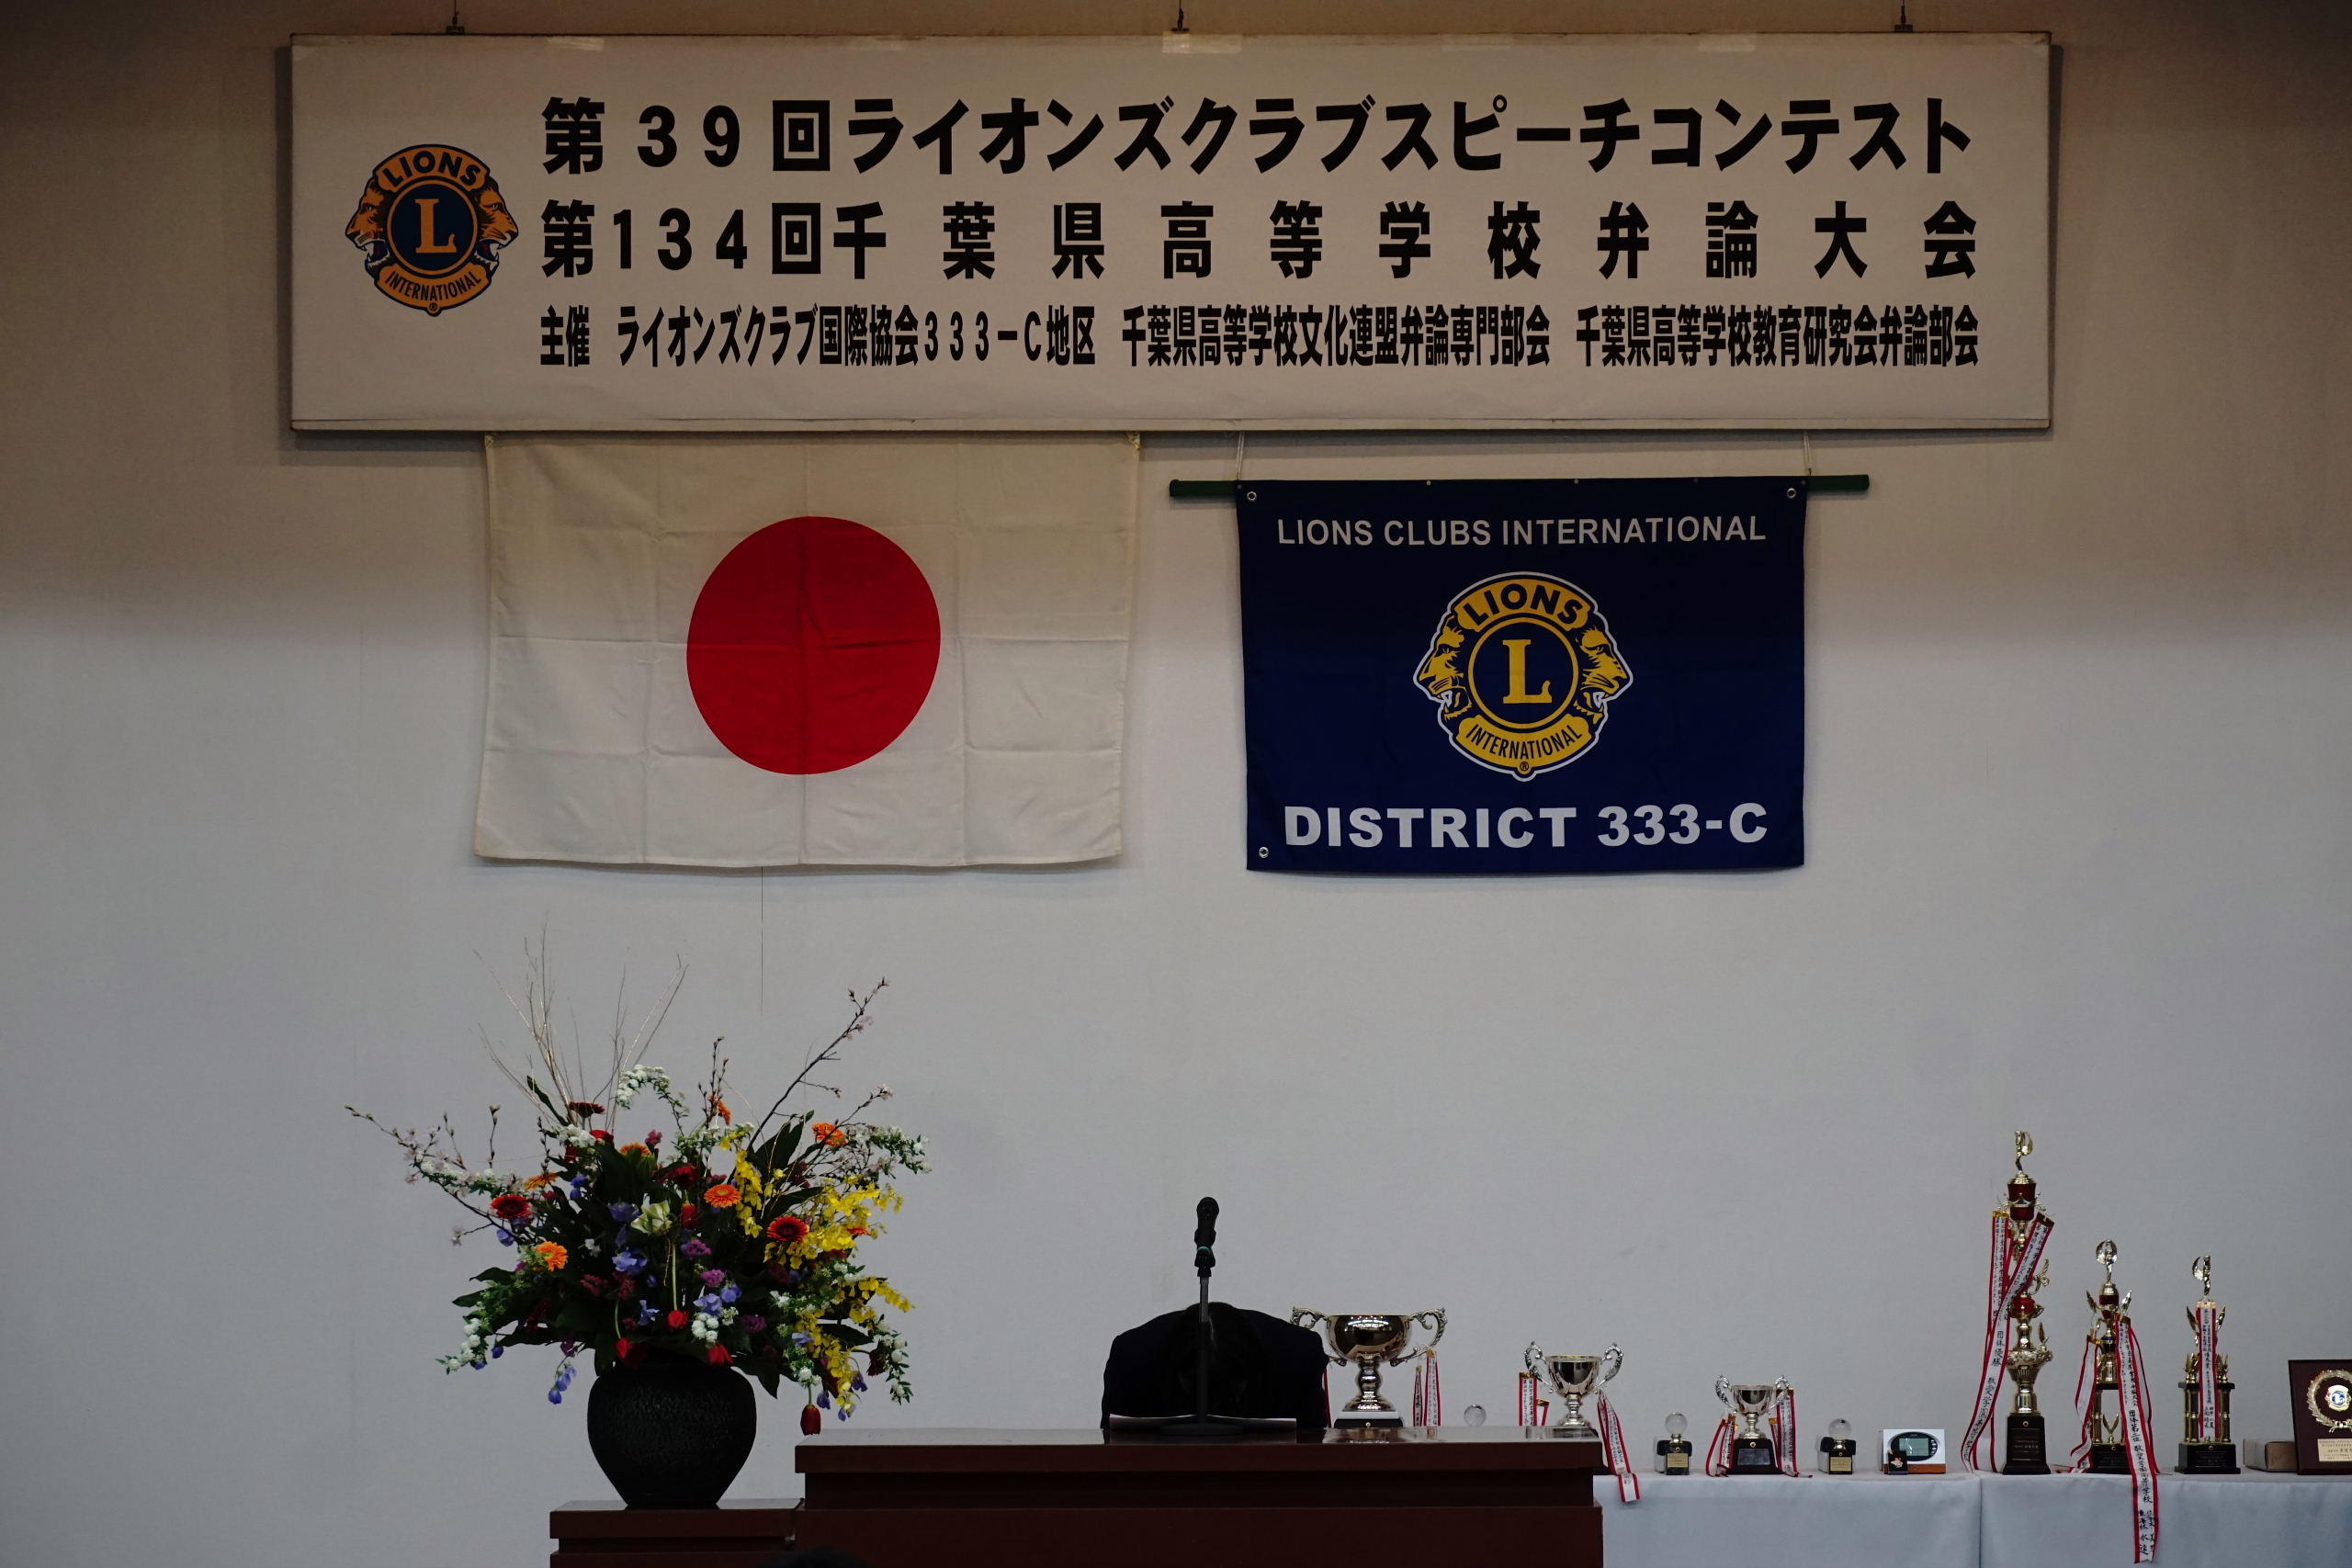 第39回ライオンズクラブスピーチコンテスト
第134回千葉県高等学校弁論大会
主催　ライオンズクラブ国際協会333－C地区　千葉県高等学校文化連盟弁論専門部会　千葉県高等学校教育研究会弁論部会
LIONS
L
INTERNATIONAL
®
LIONS CLUBS INTERNATIONAL
LIONS
L
INTERNATIONAL
®
DISTRICT 333-C
団体優勝